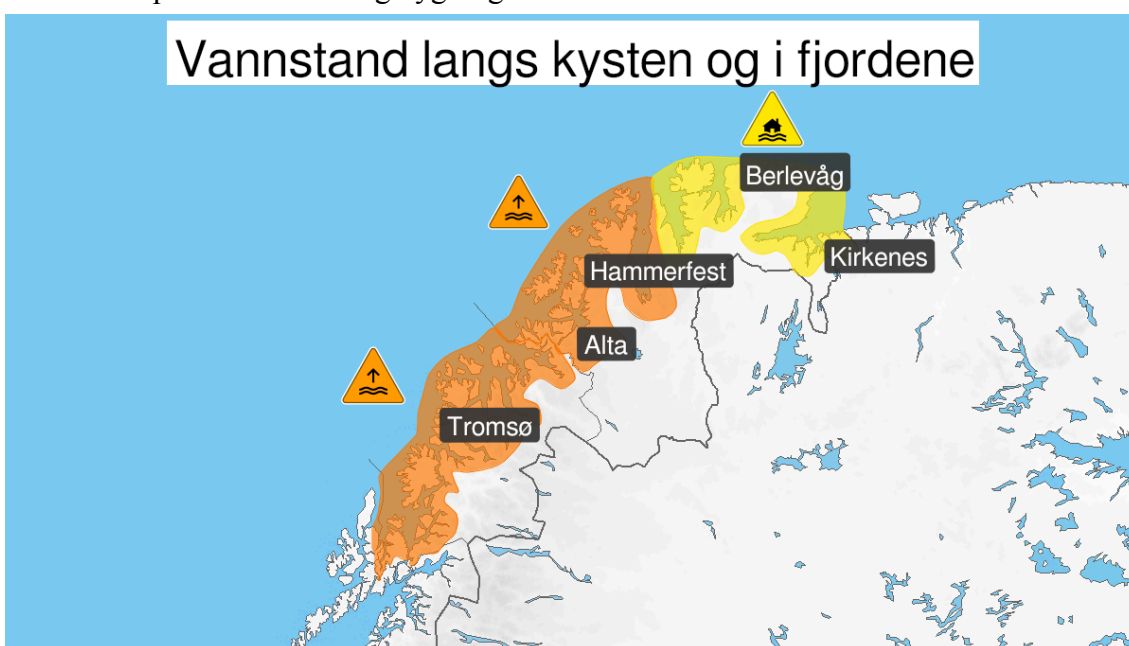 Vannstand langs kysten og i fjordene
Berlevåg
Kirkenes
Hammerfest
Alta
Tromsø